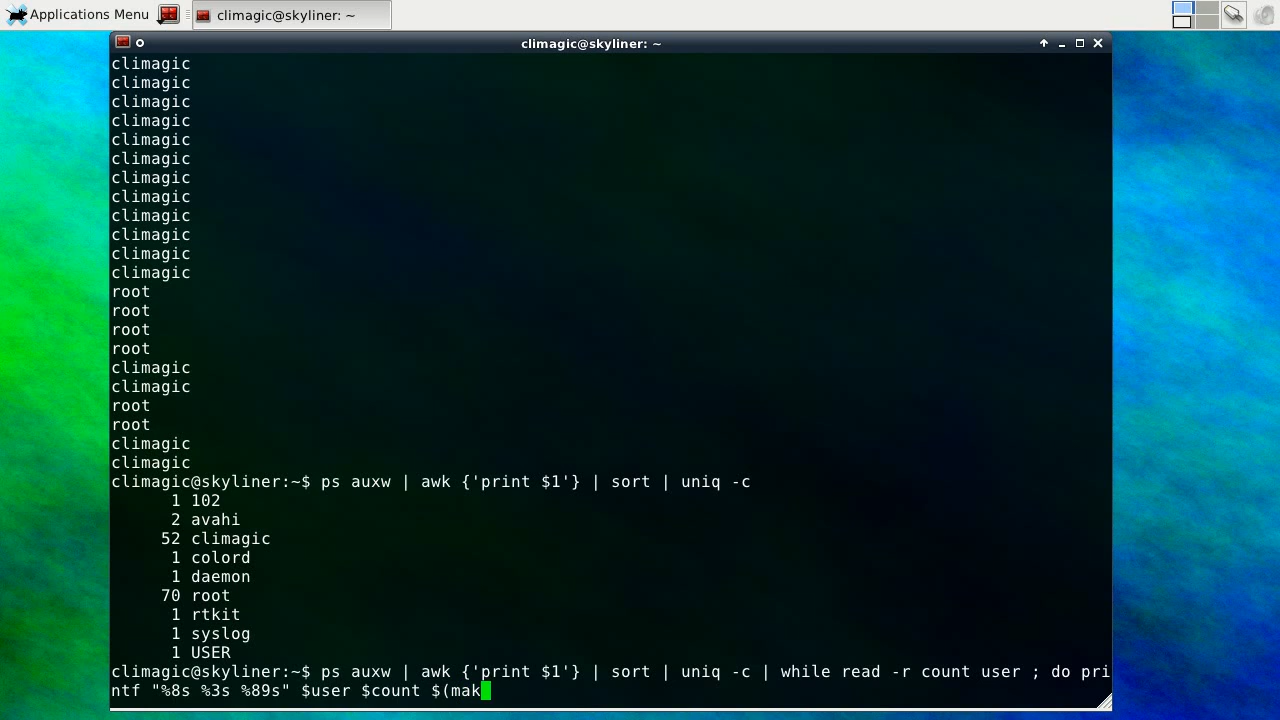 Applications Menu
climagic@skyliner: ~
climagic@skyliner: ~
climagic
climagic
climagic
climagic
climagic
climagic
climagic
climagic
climagic
climagic
climagic
climagic
root
root
root
root
climagic
climagic
root
root
climagic
climagic
climagic@skyliner:~$ ps auxw | awk {'print $1'} | sort | uniq -c
1 102
2 avahi
52 climagic
1 colord
1 daemon
70 root
1 rtkit
1 syslog
1 USER
climagic@skyliner:~$ ps auxw | awk {'print $1'} | sort | uniq -c | while read -r count user ; do pri
ntf "%8s %3s %89s" $user $count $(mak